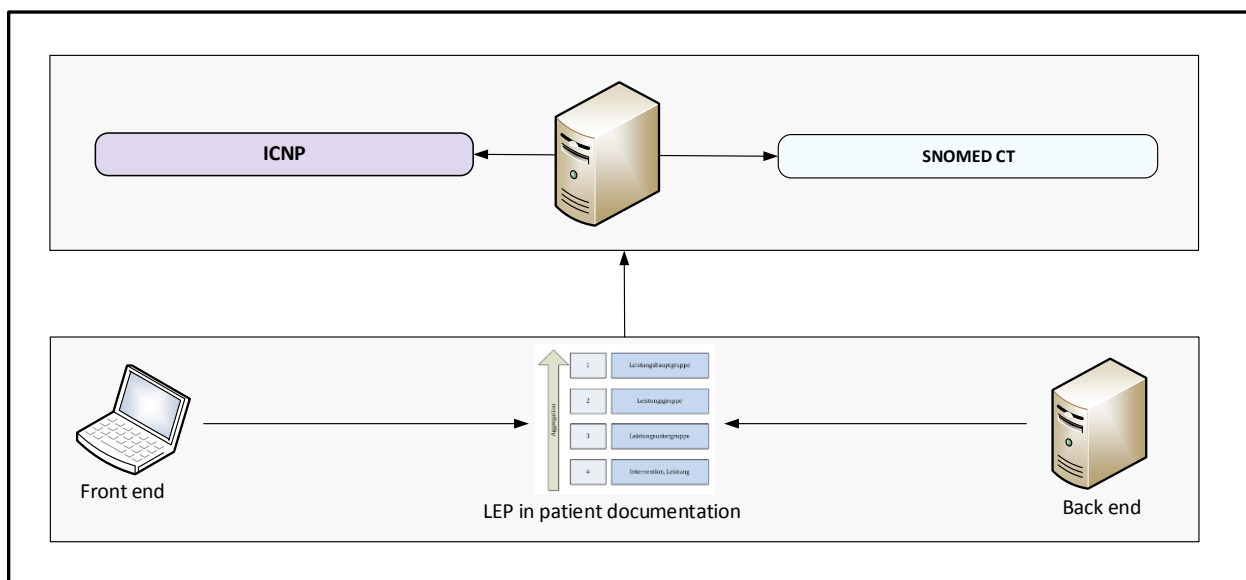 ICNP
SNOMED CT
Aggregation
1
Leistungshauptgruppe
2
Leistungsgruppe
3
Leistungsuntergruppe
4
Intervention, Leistung
Front end
LEP in patient documentation
Back end